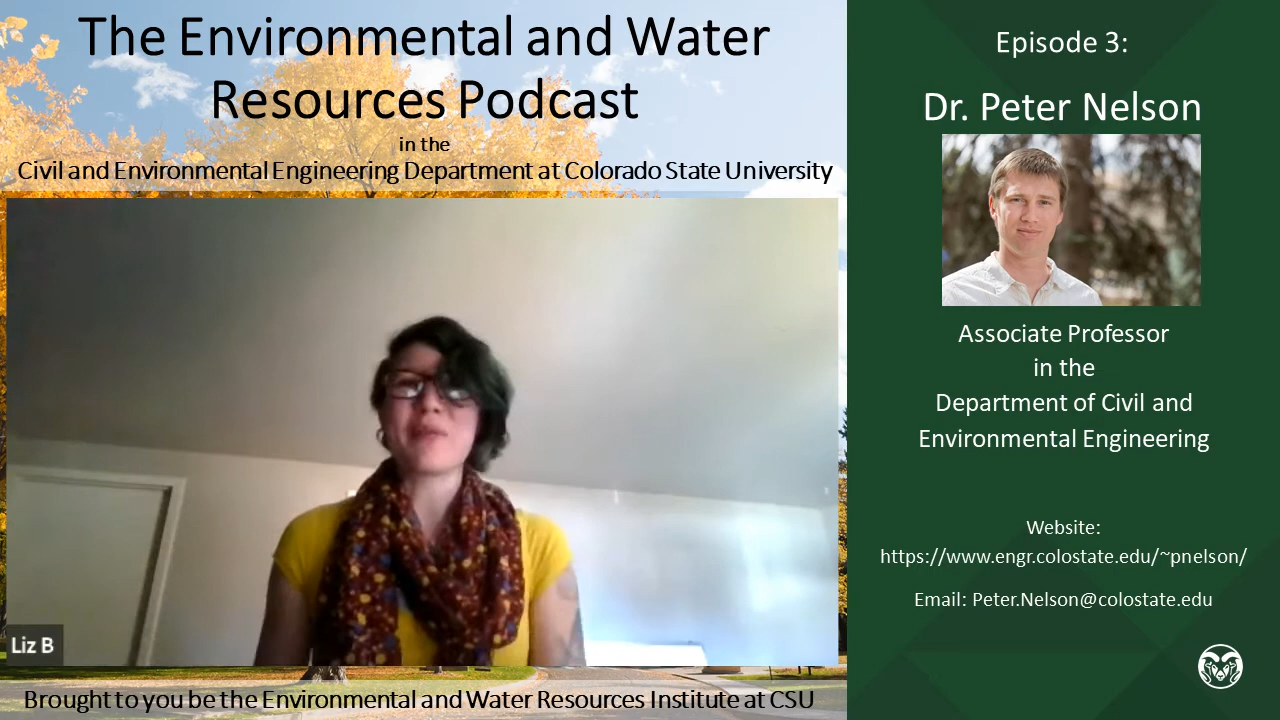 The Environmental and Water
Resources Podcast
in the
Civil and Environmental Engineering Department at Colorado State University
Liz B
Brought to you be the Environmental and Water Resources Institute at CSU
Episode 3:
Dr. Peter Nelson
Associate Professor
in the
Department of Civil and
Environmental Engineering
Website:
https://www.engr.colostate.edu/~pnelson/
Email: Peter.Nelson@colostate.edu